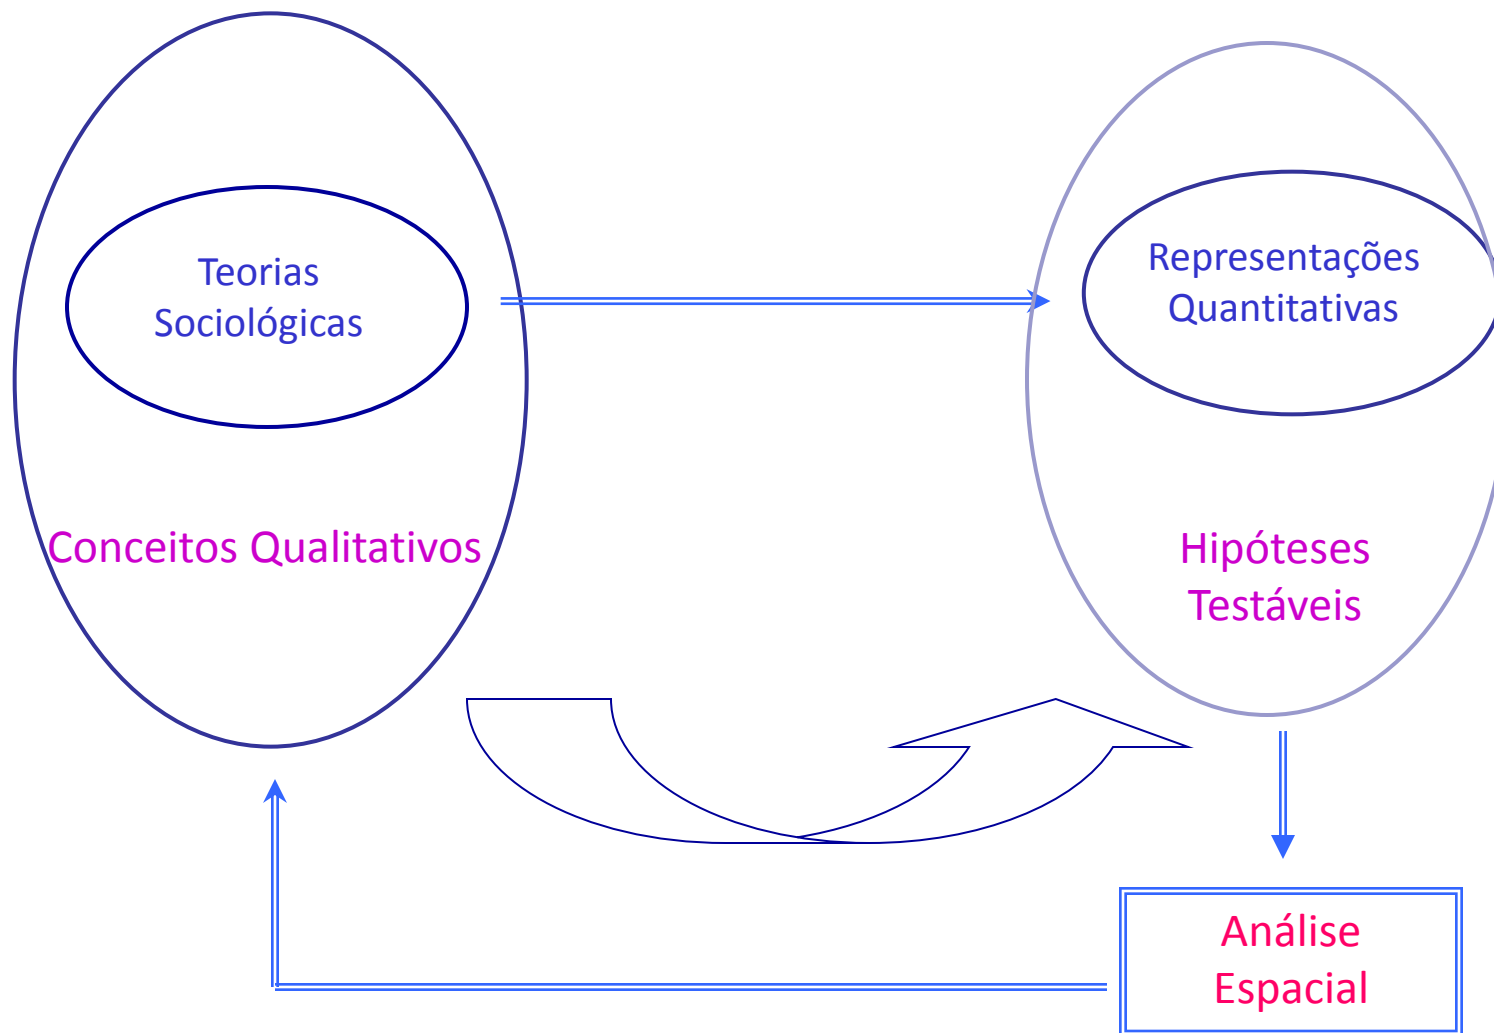 Teorias
Sociológicas
Representações
Quantitativas
Conceitos Qualitativos
Hipóteses
Testáveis
Análise
Espacial